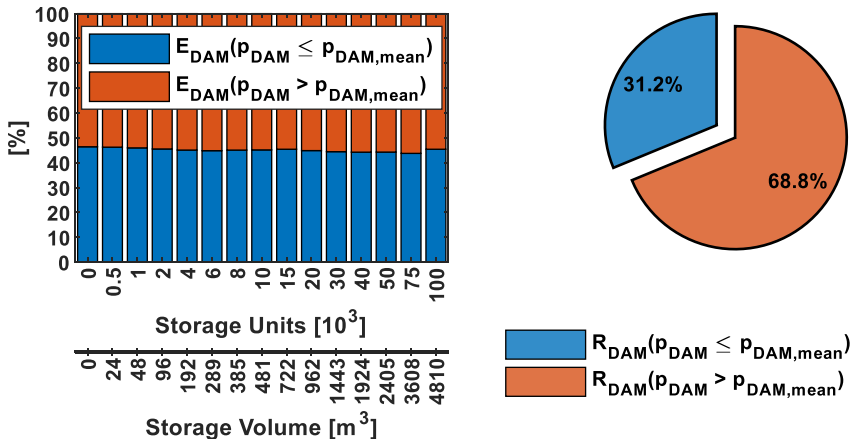 100
90
80
70
60
50
40
30
20
10
0
[%]
E_DAM(p_DAM ≤ p_DAM,mean)
E_DAM(p_DAM > p_DAM,mean)
0 0.5 1 2 4 6 8 10 15 20 30 40 50 75 100
Storage Units [10^3]
0 24 48 96 192 289 385 481 722 962 1443 1924 2405 3608 4810
Storage Volume [m^3]
31.2%
68.8%
R_DAM(p_DAM ≤ p_DAM,mean)
R_DAM(p_DAM > p_DAM,mean)